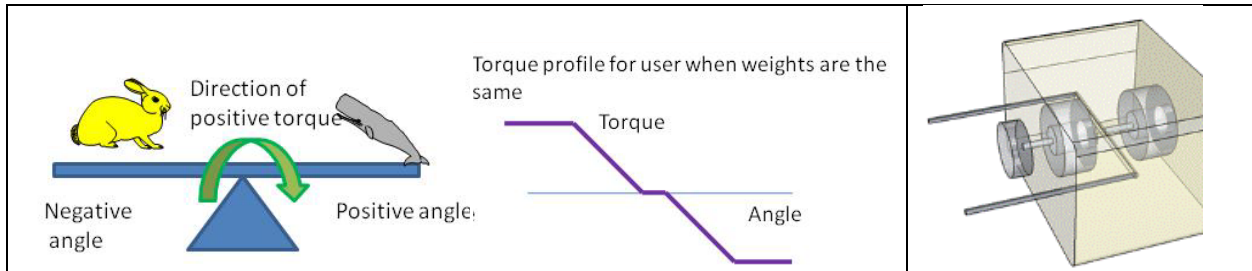 Direction of
positive torque
Negative
angle
Positive angle
Torque profile for user when weights are the
same
Torque
Angle